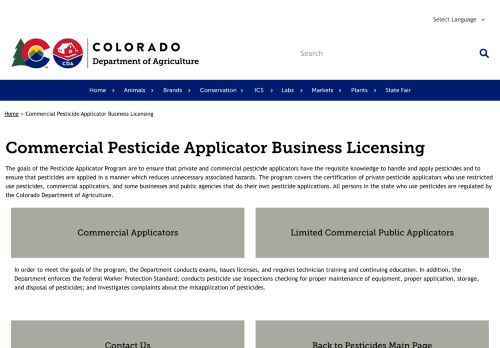 Select Language
CO
CDA
COLORADO
Department of Agriculture
Search
Home › Animals › Brands › Conservation › ICS › Labs › Markets › Plants › State Fair
Home › Commercial Pesticide Applicator Business Licensing
Commercial Pesticide Applicator Business Licensing
The goals of the Pesticide Applicator Program are to ensure that private and commercial pesticide applicators have the requisite knowledge to handle and apply pesticides and to
ensure that pesticides are applied in a manner which reduces unnecessary associated hazards. The program covers the certification of private pesticide applicators who use restricted
use pesticides, commercial applicators, and some businesses and public agencies that do their own pesticide applications. All persons in the state who use pesticides are regulated by
the Colorado Department of Agriculture.
Commercial Applicators
Limited Commercial Public Applicators
In order to meet the goals of the program, the Department conducts exams, issues licenses, and requires technician training and continuing education. In addition, the
Department enforces the federal Worker Protection Standard; conducts pesticide use inspections checking for proper maintenance of equipment, proper application, storage,
and disposal of pesticides; and investigates complaints about the misapplication of pesticides.
Contact Us
Back to Pesticides Main Page